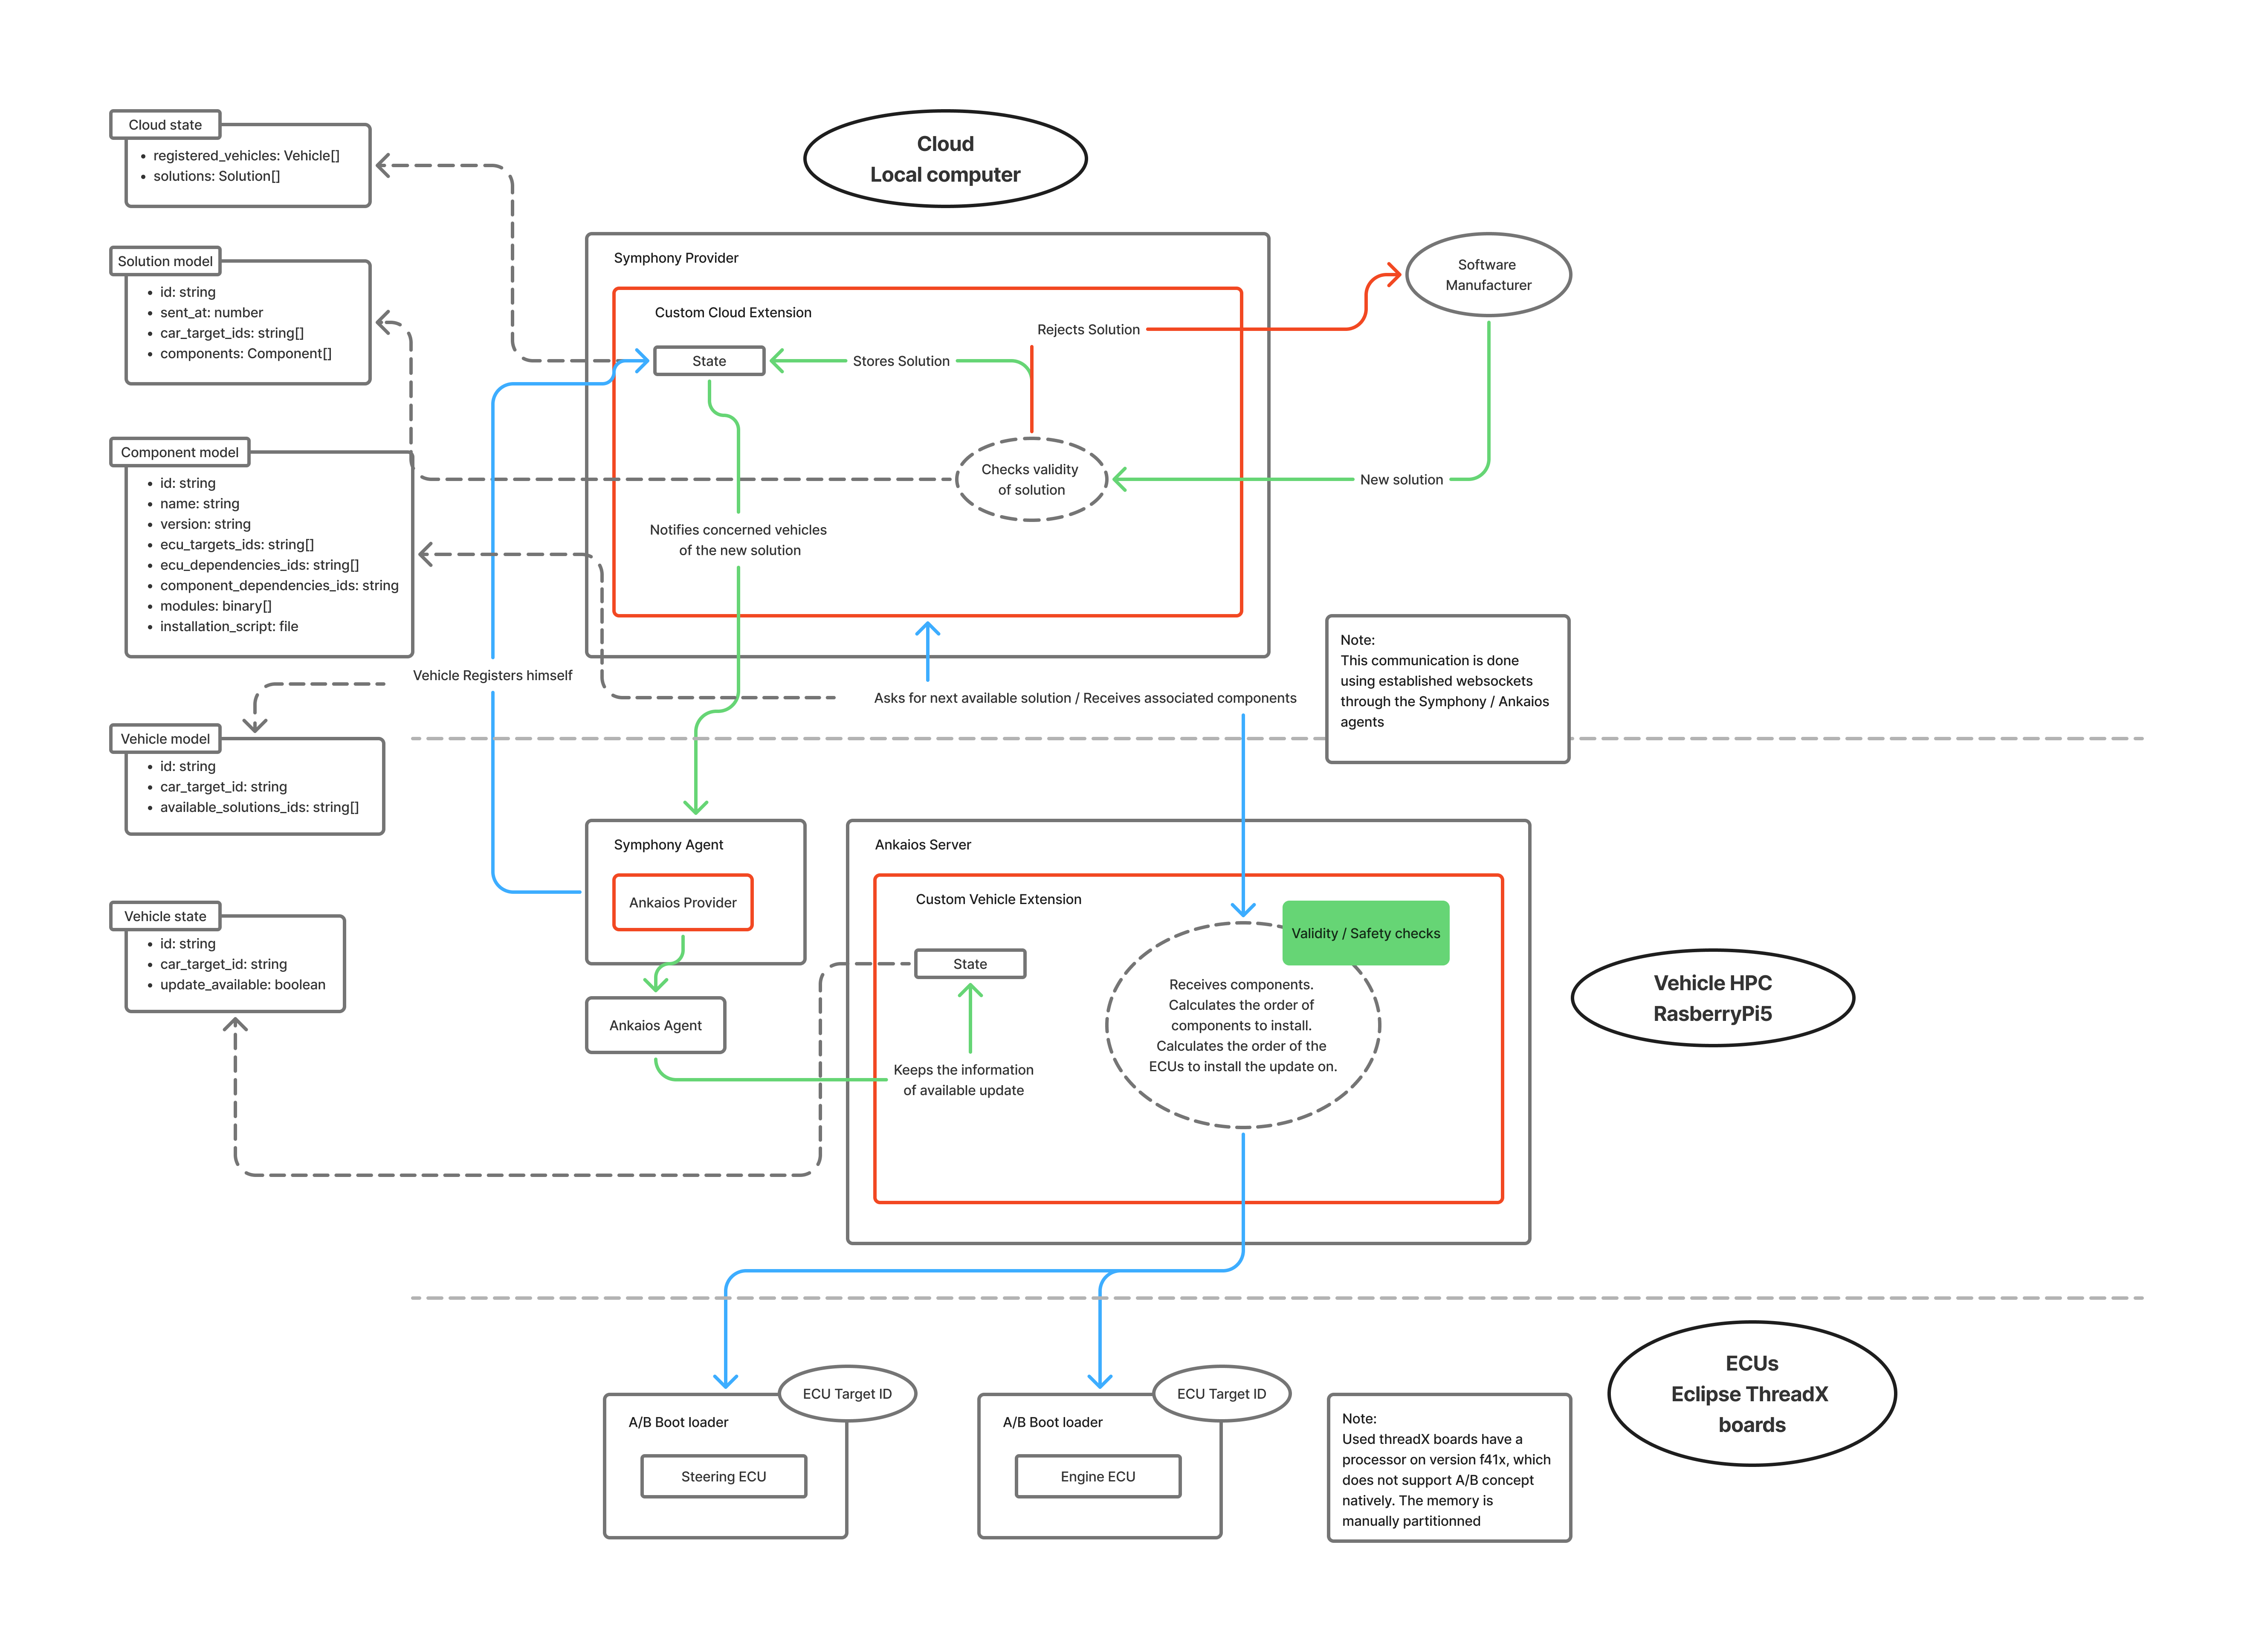 Cloud state
• registered_vehicles: Vehicle[]
• solutions: Solution[]
Cloud
Local computer
Solution model
• id: string
• sent_at: number
• car_target_ids: string[]
• components: Component[]
Symphony Provider
Custom Cloud Extension
State
Stores Solution
Rejects Solution
Software
Manufacturer
Checks validity
of solution
New solution
Notifies concerned vehicles
of the new solution
Component model
• id: string
• name: string
• version: string
• ecu_targets_ids: string[]
• ecu_dependencies_ids: string[]
• component_dependencies_ids: string
• modules: binary[]
• installation_script: file
Vehicle Registers himself
Asks for next available solution / Receives associated components
Note:
This communication is done
using established websockets
through the Symphony / Ankaios
agents
Vehicle model
• id: string
• car_target_id: string
• available_solutions_ids: string[]
Symphony Agent
Ankaios Provider
Ankaios Agent
Ankaios Server
Custom Vehicle Extension
State
Keeps the information
of available update
Validity / Safety checks
Receives components.
Calculates the order of
components to install.
Calculates the order of the
ECUs to install the update on.
Vehicle HPC
RasberryPi5
Vehicle state
• id: string
• car_target_id: string
• update_available: boolean
ECU Target ID
A/B Boot loader
Steering ECU
ECU Target ID
A/B Boot loader
Engine ECU
Note:
Used threadX boards have a
processor on version f41x, which
does not support A/B concept
natively. The memory is
manually partitionned
ECUs
Eclipse ThreadX
boards